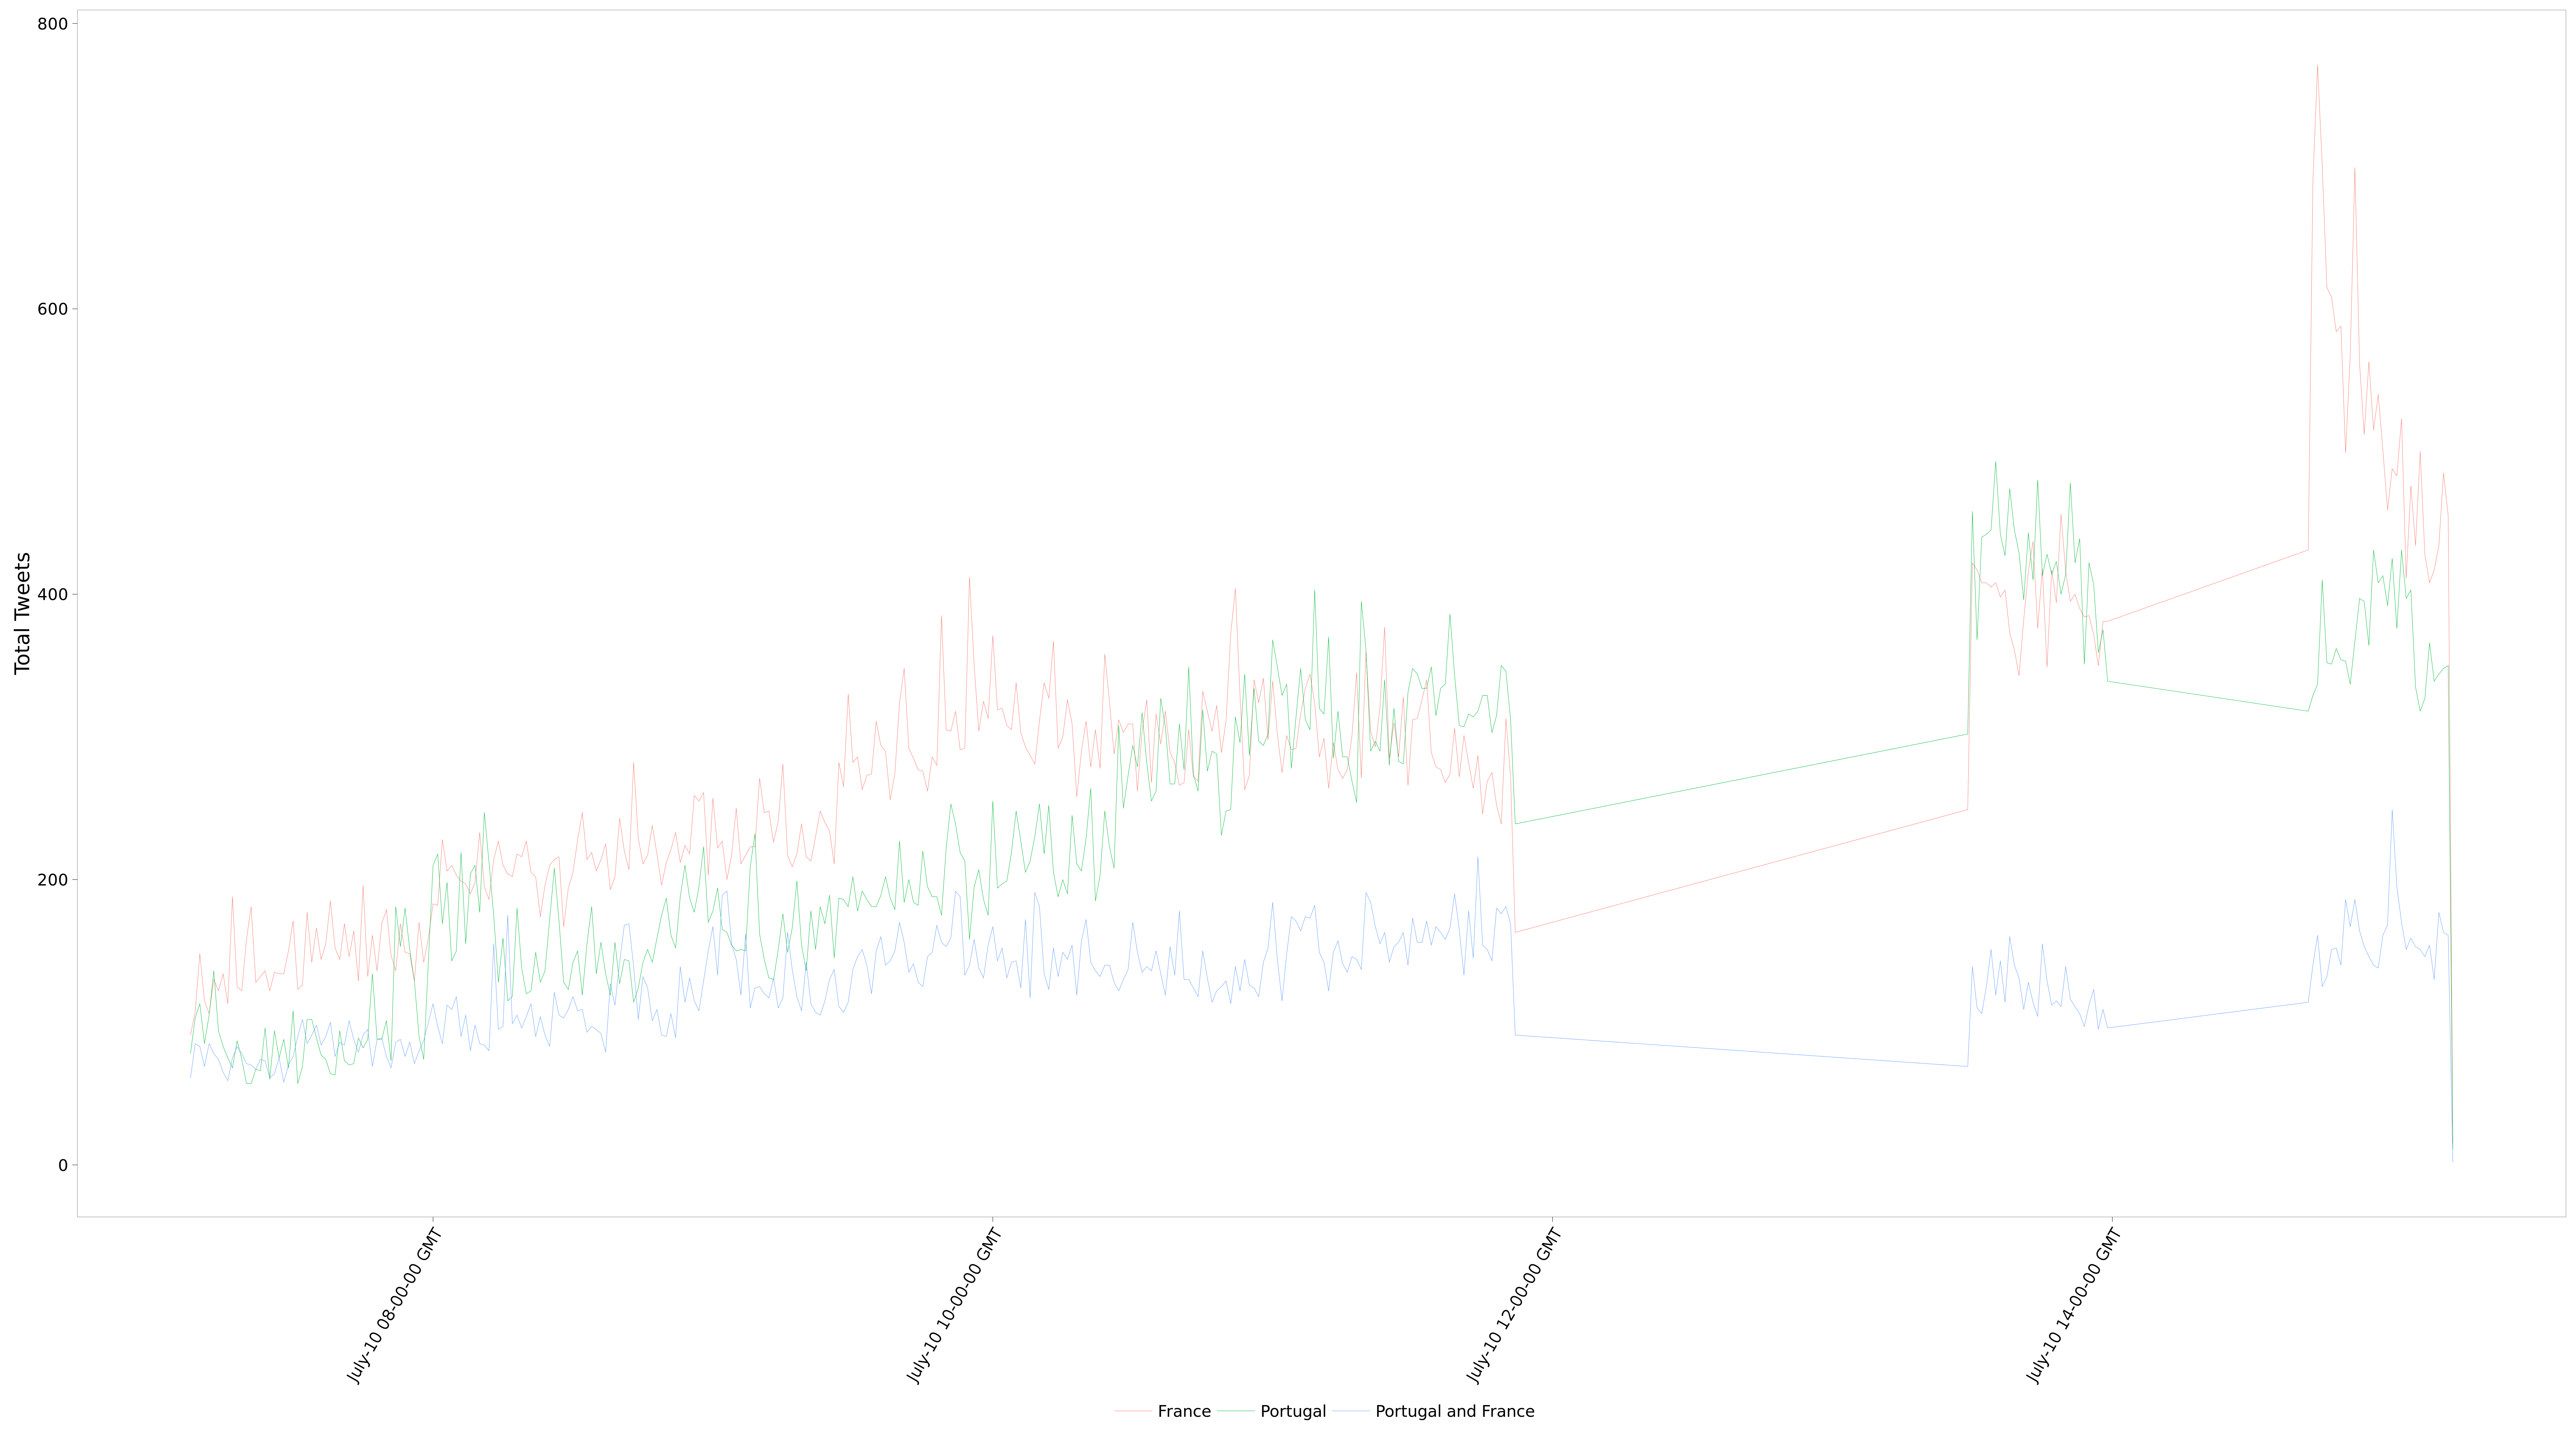 800
600
400
200
0
Total Tweets
July-10 08-00-00 GMT
July-10 10-00-00 GMT
July-10 12-00-00 GMT
July-10 14-00-00 GMT
France
Portugal
Portugal and France